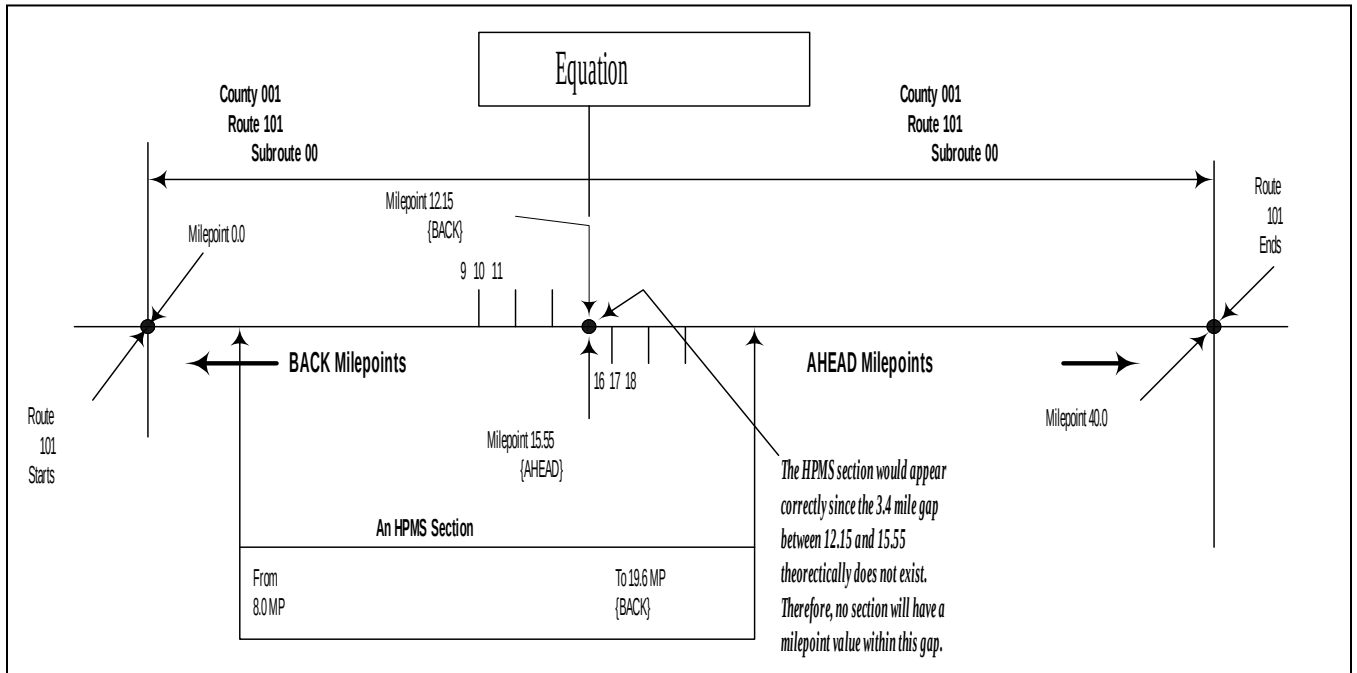 Equation
County 001
Route 101
Subroute 00
County 001
Route 101
Subroute 00
Milepoint 12.15
{BACK}
Route
101
Ends
Milepoint 0.0
9 10 11
BACK Milepoints
AHEAD Milepoints
16 17 18
Route
101
Starts
Milepoint 15.55
{AHEAD}
Milepoint 40.0
The HPMS section would appear
correctly since the 3.4 mile gap
between 12.15 and 15.55
theorectically does not exist.
Therefore, no section will have a
milepoint value within this gap.
An HPMS Section
From
8.0 MP
To 19.6 MP
{BACK}